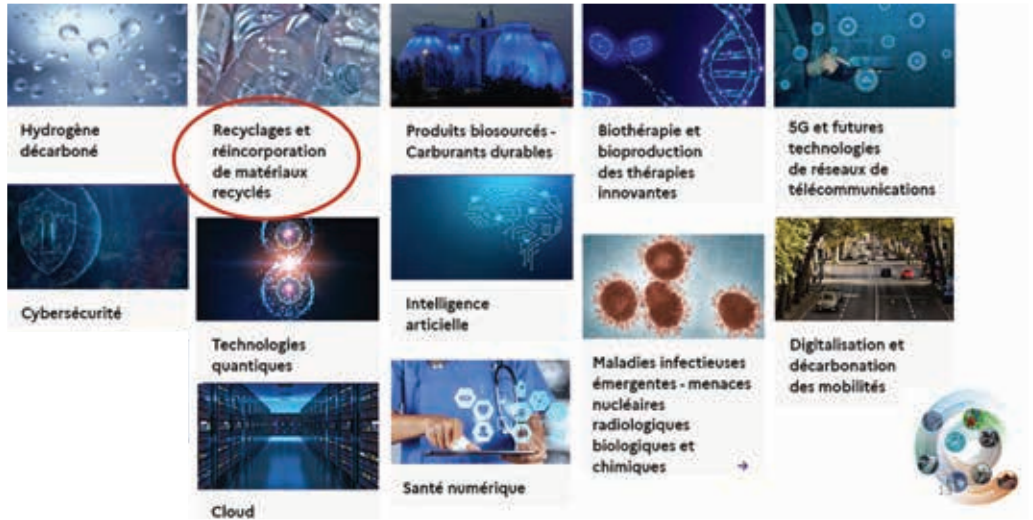 Hydrogène
décarboné
Recyclages et
réincorporation
de matériaux
recyclés
Produits biosourcés -
Carburants durables
Biothérapie et
bioproduction
des thérapies
innovantes
5G et futures
technologies
de réseaux de
télécommunications
Cybersécurité
Technologies
quantiques
Intelligence
articielle
Maladies infectieuses
émergentes - menaces
nucléaires
radiologiques
biologiques et
chimiques →
Digitalisation et
décarbonation
des mobilités
Cloud
Santé numérique